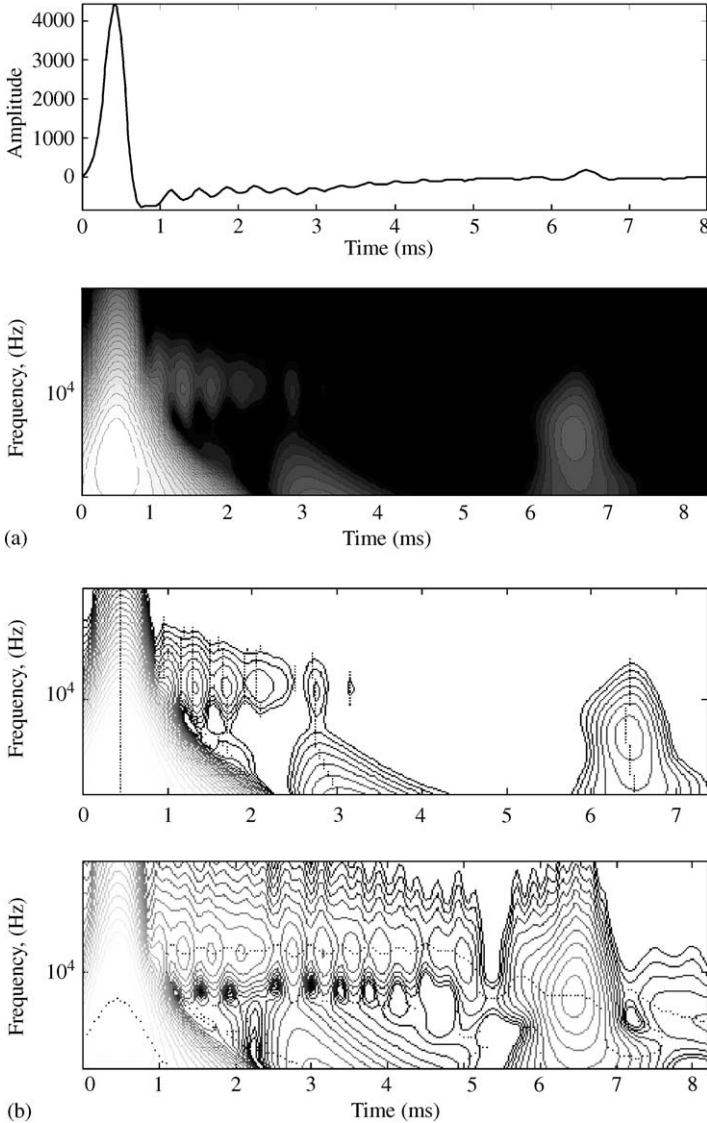 4000
3000
2000
1000
0
Amplitude
0 1 2 3 4 5 6 7 8
Time (ms)
Frequency, (Hz)
10⁴
0 1 2 3 4 5 6 7 8
(a) Time (ms)
Frequency, (Hz)
10⁴
0 1 2 3 4 5 6 7
Frequency, (Hz)
10⁴
0 1 2 3 4 5 6 7 8
(b) Time (ms)